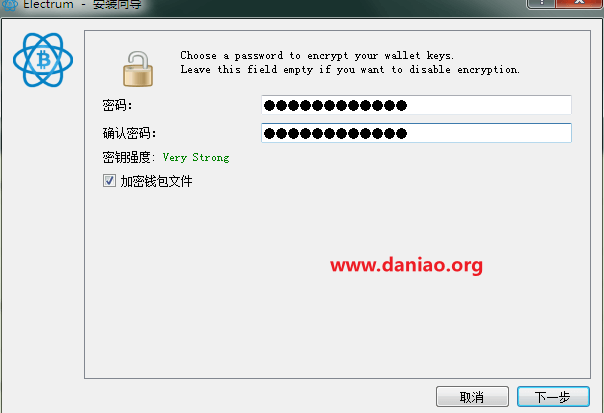 Electrum - 安装向导
Choose a password to encrypt your wallet keys.
Leave this field empty if you want to disable encryption.
密码：
●●●●●●●●●●●●
确认密码：
●●●●●●●●●●●●
密钥强度: Very Strong
加密钱包文件
www.daniao.org
取消
下一步